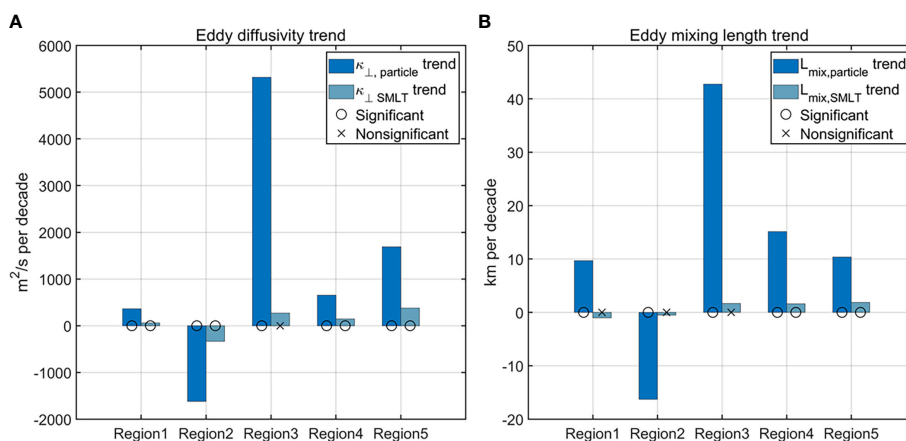 A
Eddy diffusivity trend
6000
5000
4000
3000
2000
1000
0
-1000
-2000
m²/s per decade
κ⊥, particle trend
κ⊥ SMLT trend
Significant
Nonsignificant
Region1 Region2 Region3 Region4 Region5
B
Eddy mixing length trend
50
40
30
20
10
0
-10
-20
km per decade
Lmix,particle trend
Lmix,SMLT trend
Significant
Nonsignificant
Region1 Region2 Region3 Region4 Region5